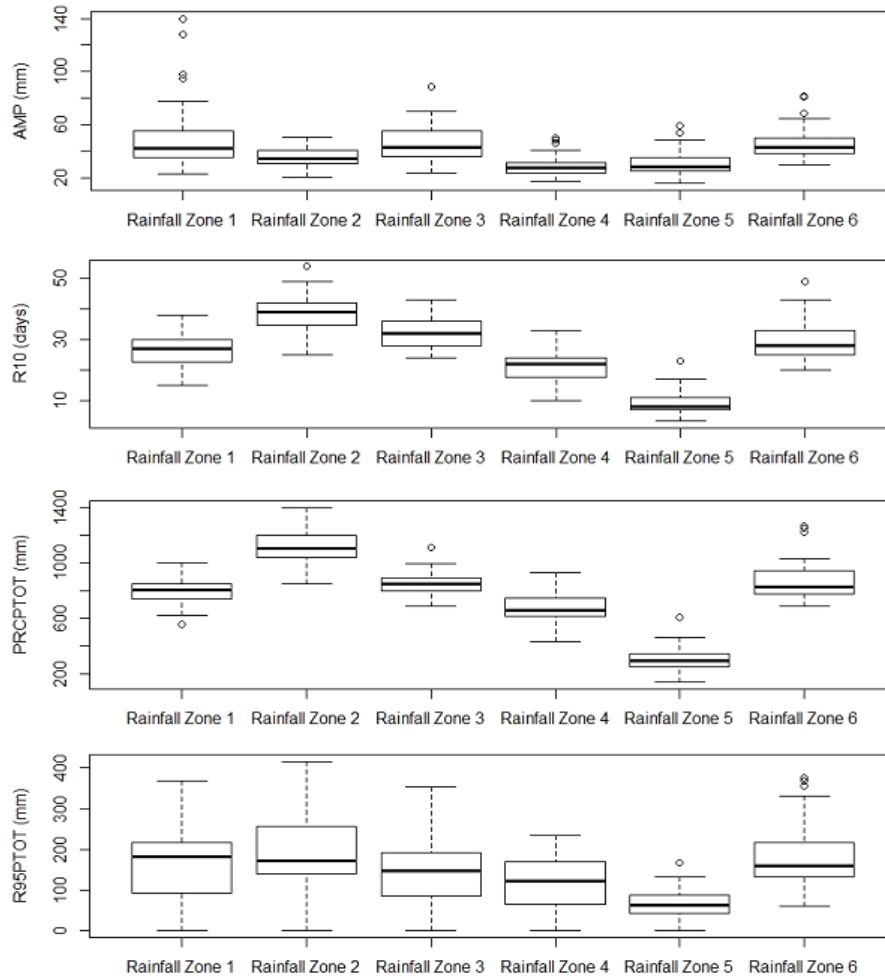 AMP (mm)
140
100
60
20
Rainfall Zone 1 Rainfall Zone 2 Rainfall Zone 3 Rainfall Zone 4 Rainfall Zone 5 Rainfall Zone 6
R10 (days)
50
30
10
Rainfall Zone 1 Rainfall Zone 2 Rainfall Zone 3 Rainfall Zone 4 Rainfall Zone 5 Rainfall Zone 6
PRCPTOT (mm)
1400
1000
600
200
Rainfall Zone 1 Rainfall Zone 2 Rainfall Zone 3 Rainfall Zone 4 Rainfall Zone 5 Rainfall Zone 6
R95PTOT (mm)
400
300
200
100
0
Rainfall Zone 1 Rainfall Zone 2 Rainfall Zone 3 Rainfall Zone 4 Rainfall Zone 5 Rainfall Zone 6